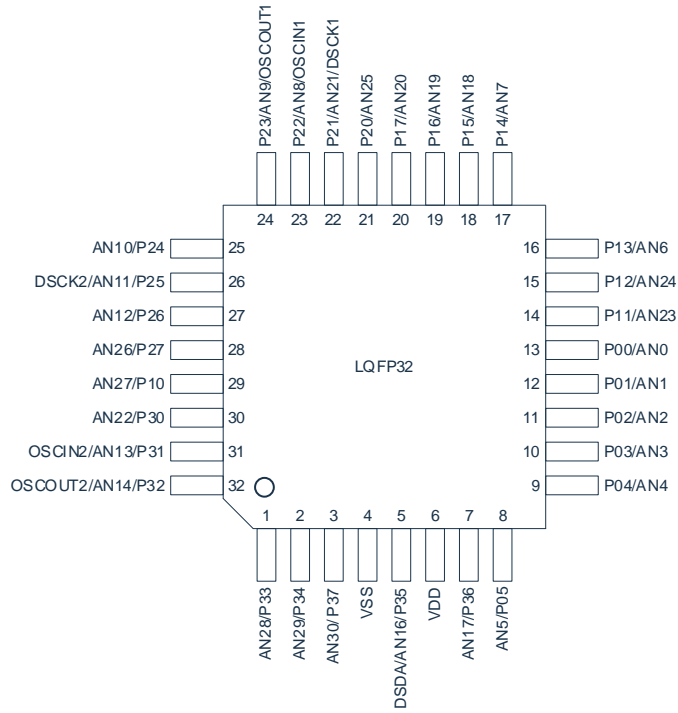 P23/AN9/OSCOUT1
P22/AN8/OSCIN1
P21/AN21/DSCK1
P20/AN25
P17/AN20
P16/AN19
P15/AN18
P14/AN7
24
23
22
21
20
19
18
17
AN10/P24
25
16
P13/AN6
DSCK2/AN11/P25
26
15
P12/AN24
AN12/P26
27
14
P11/AN23
AN26/P27
28
LQFP32
13
P00/AN0
AN27/P10
29
12
P01/AN1
AN22/P30
30
11
P02/AN2
OSCIN2/AN13/P31
31
10
P03/AN3
OSCOUT2/AN14/P32
32
9
P04/AN4
1
2
3
4
5
6
7
8
AN28/P33
AN29/P34
AN30/P37
VSS
DSDA/AN16/P35
VDD
AN17/P36
AN5/P05